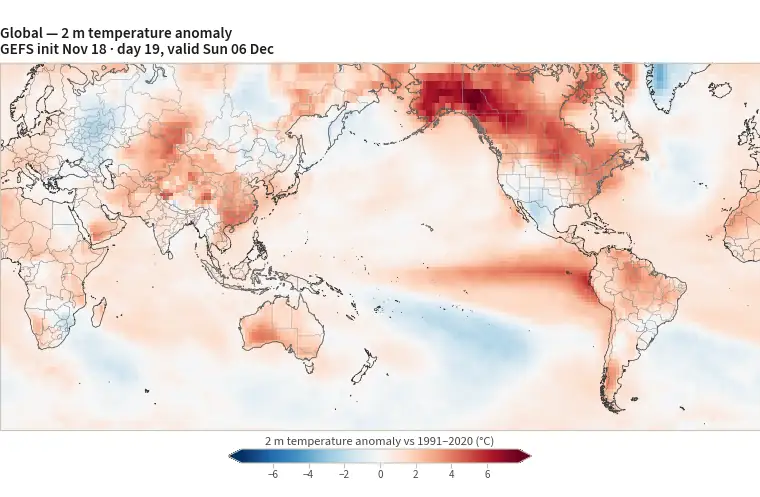 Global — 2 m temperature anomaly
GEFS init Nov 18 · day 19, valid Sun 06 Dec
2 m temperature anomaly vs 1991–2020 (°C)
−6 −4 −2 0 2 4 6